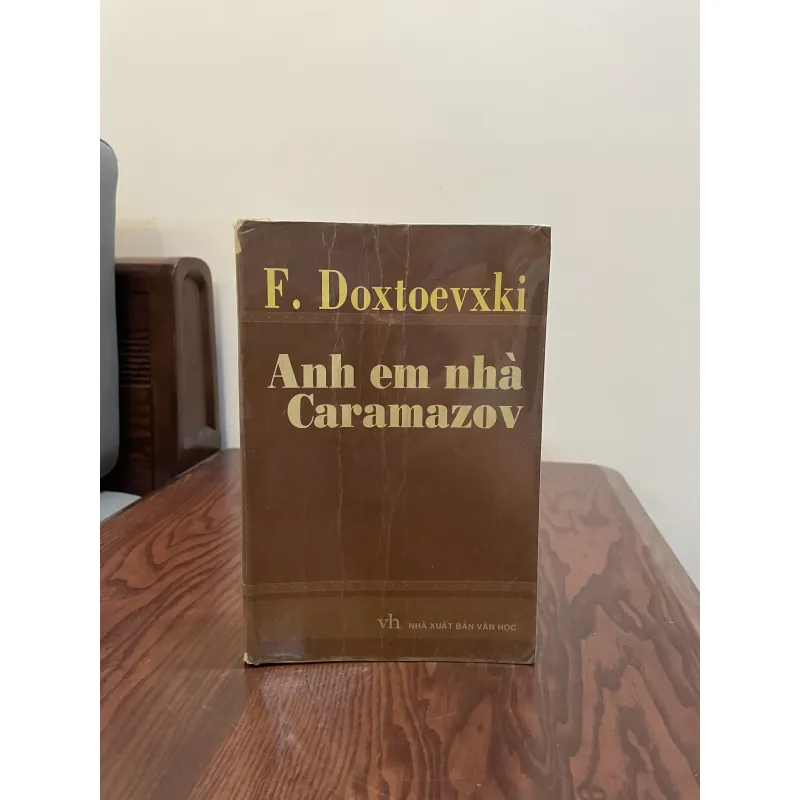 F. Doxtoevxki
Anh em nhà
Caramazov
vh NHÀ XUẤT BẢN VĂN HỌC